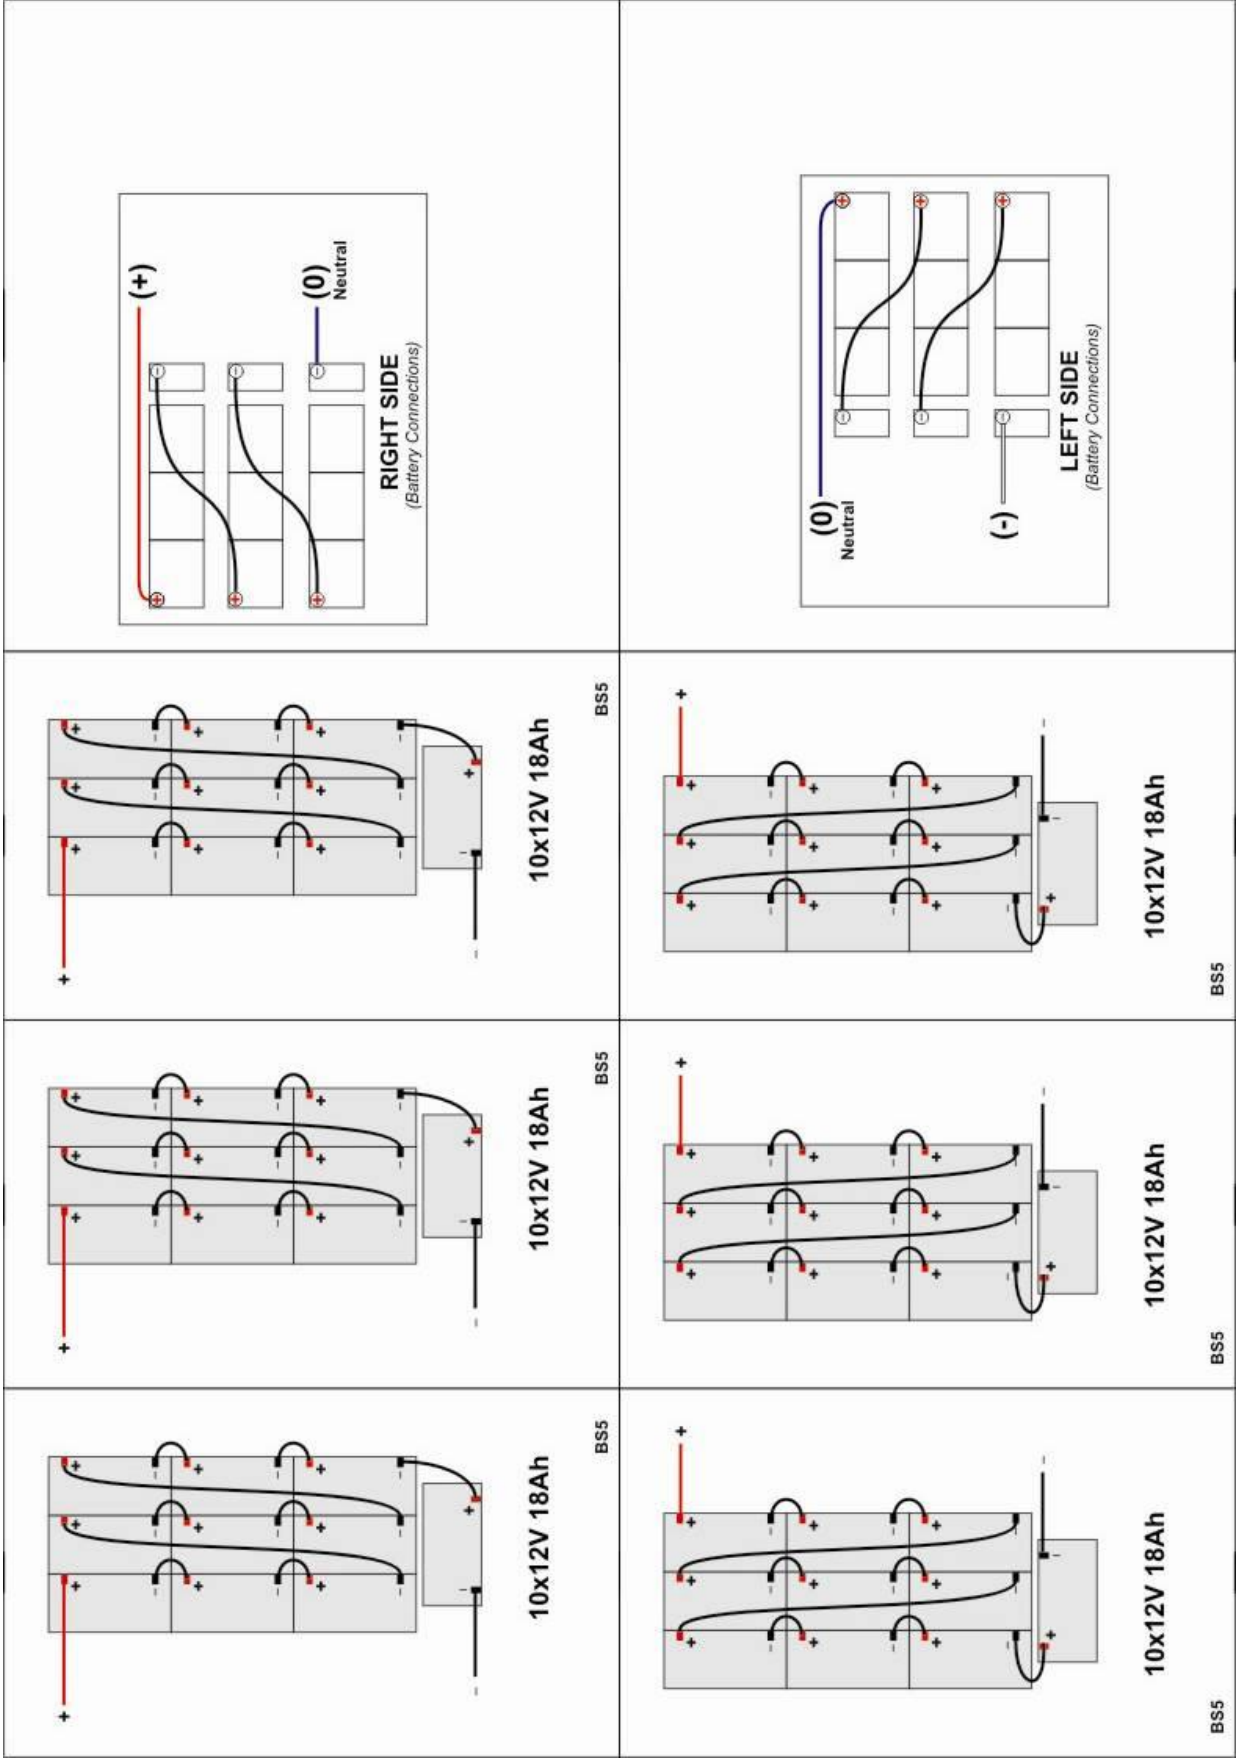 BS5
10x12V 18Ah
BS5
10x12V 18Ah
BS5
10x12V 18Ah
(+)
(0)
Neutral
RIGHT SIDE
(Battery Connections)
10x12V 18Ah
BS5
10x12V 18Ah
BS5
10x12V 18Ah
BS5
(0)
Neutral
(-)
LEFT SIDE
(Battery Connections)